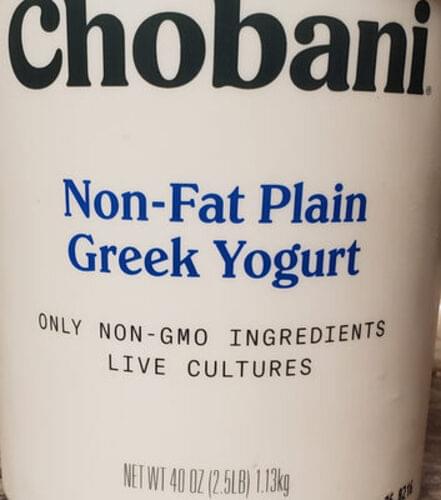 Chobani®
Non-Fat Plain
Greek Yogurt
ONLY NON-GMO INGREDIENTS
LIVE CULTURES
NET WT 40 OZ (2.5LB) 1.13kg